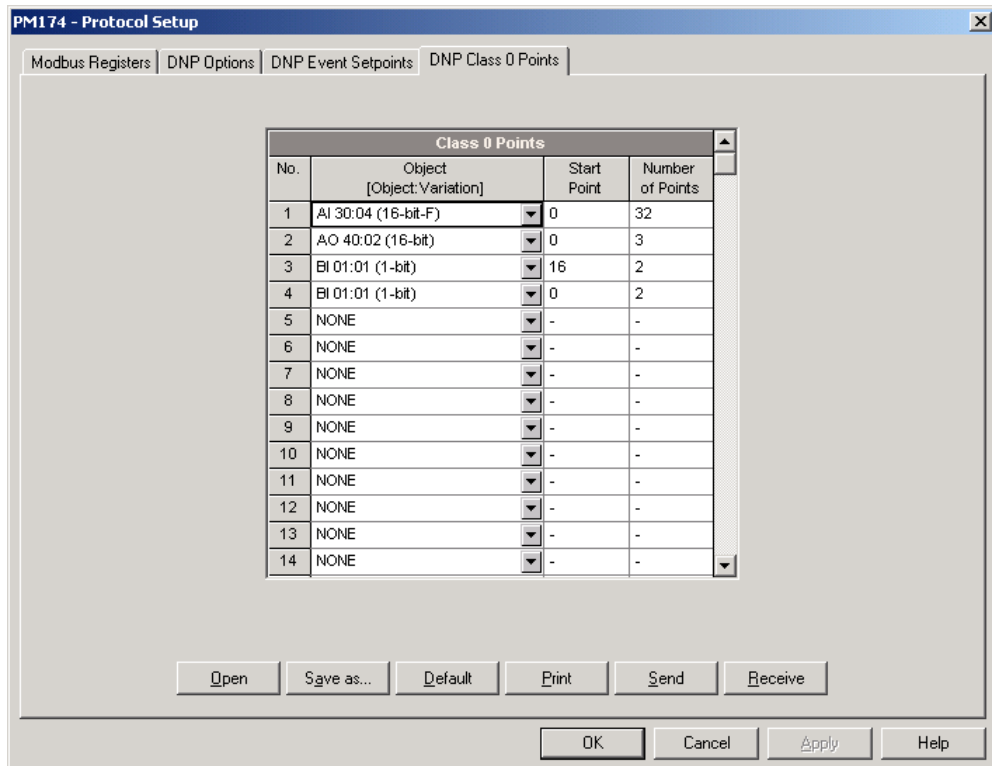 PM174 - Protocol Setup
Modbus Registers DNP Options DNP Event Setpoints DNP Class 0 Points
Class 0 Points
No. Object Start Number
[Object:Variation] Point of Points
1 AI 30:04 (16-bit-F) 0 32
2 AO 40:02 (16-bit) 0 3
3 BI 01:01 (1-bit) 16 2
4 BI 01:01 (1-bit) 0 2
5 NONE - -
6 NONE - -
7 NONE - -
8 NONE - -
9 NONE - -
10 NONE - -
11 NONE - -
12 NONE - -
13 NONE - -
14 NONE - -
Open Save as... Default Print Send Receive
OK Cancel Apply Help